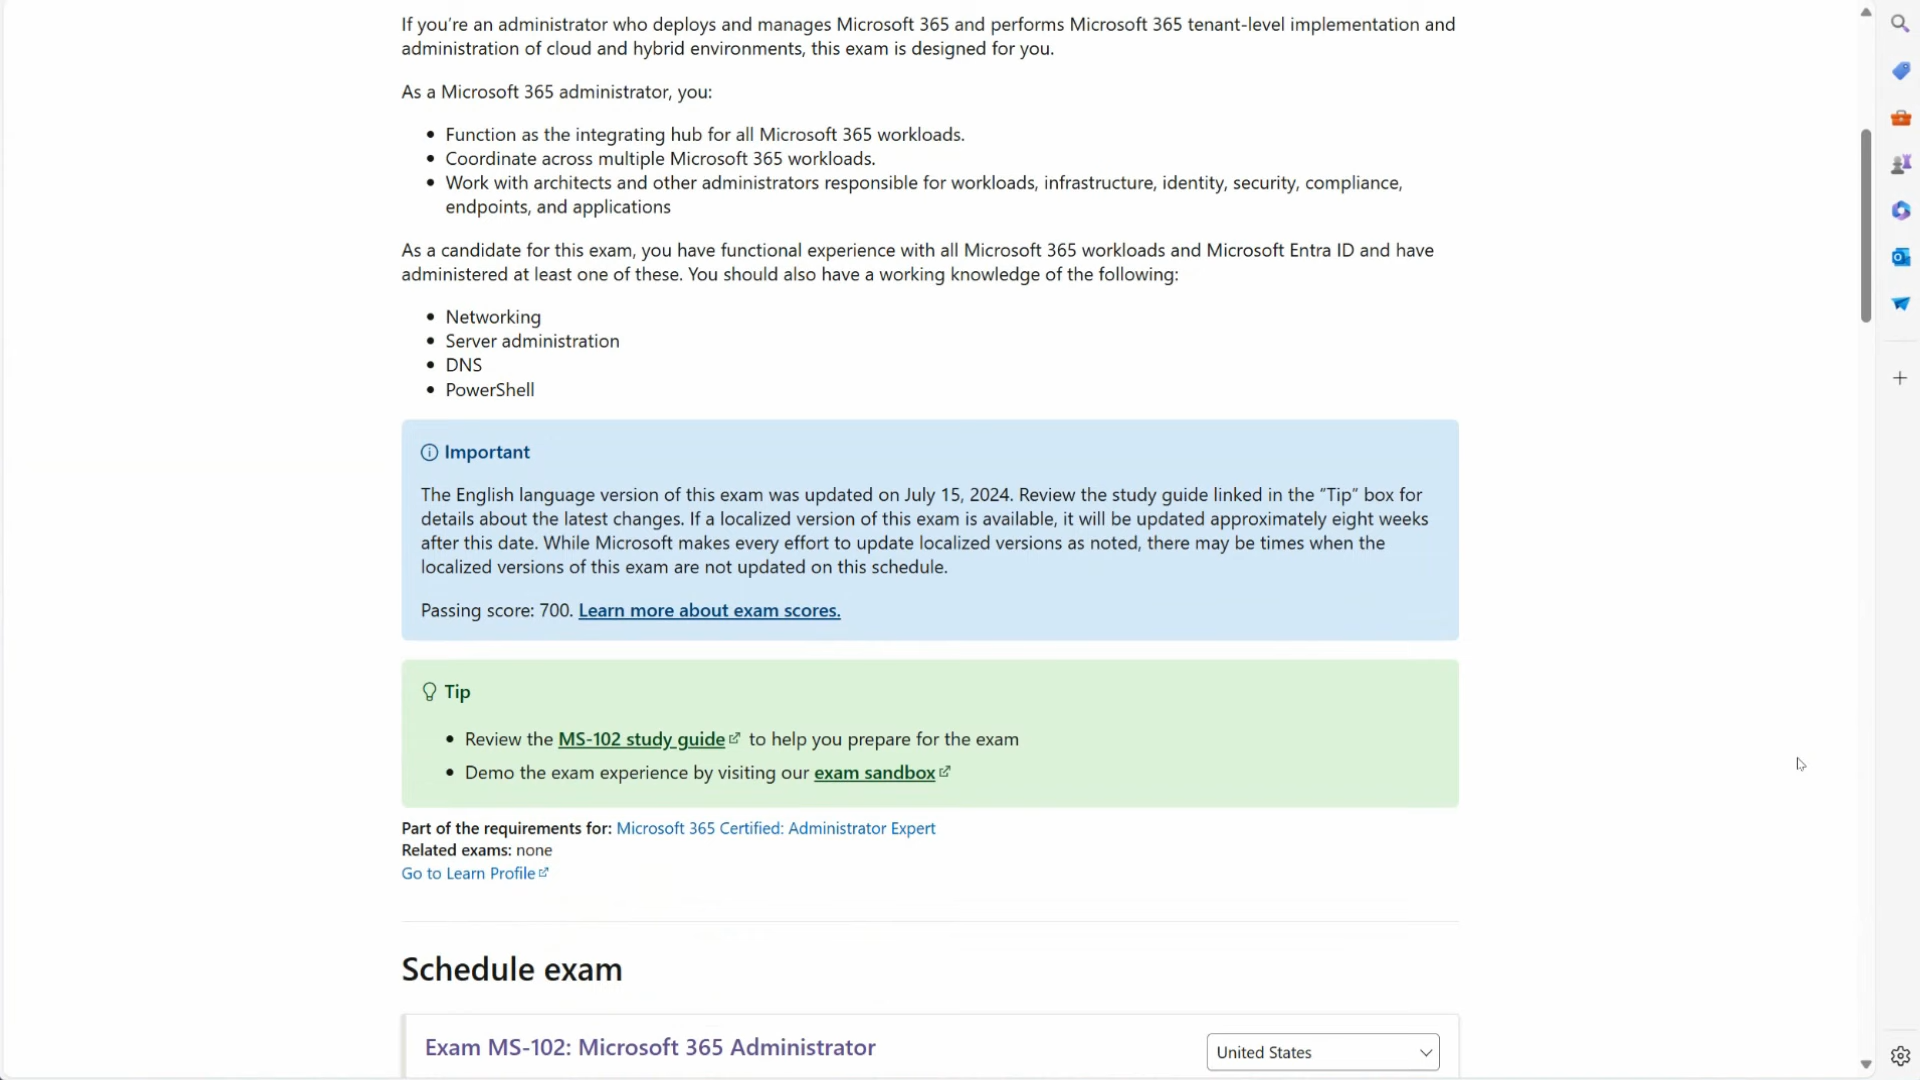 If you’re an administrator who deploys and manages Microsoft 365 and performs Microsoft 365 tenant-level implementation and
administration of cloud and hybrid environments, this exam is designed for you.
As a Microsoft 365 administrator, you:
Function as the integrating hub for all Microsoft 365 workloads.
Coordinate across multiple Microsoft 365 workloads.
Work with architects and other administrators responsible for workloads, infrastructure, identity, security, compliance,
endpoints, and applications
As a candidate for this exam, you have functional experience with all Microsoft 365 workloads and Microsoft Entra ID and have
administered at least one of these. You should also have a working knowledge of the following:
Networking
Server administration
DNS
PowerShell
Important
The English language version of this exam was updated on July 15, 2024. Review the study guide linked in the “Tip” box for
details about the latest changes. If a localized version of this exam is available, it will be updated approximately eight weeks
after this date. While Microsoft makes every effort to update localized versions as noted, there may be times when the
localized versions of this exam are not updated on this schedule.
Passing score: 700. Learn more about exam scores.
Tip
Review the MS-102 study guide to help you prepare for the exam
Demo the exam experience by visiting our exam sandbox
Part of the requirements for: Microsoft 365 Certified: Administrator Expert
Related exams: none
Go to Learn Profile
Schedule exam
Exam MS-102: Microsoft 365 Administrator
United States